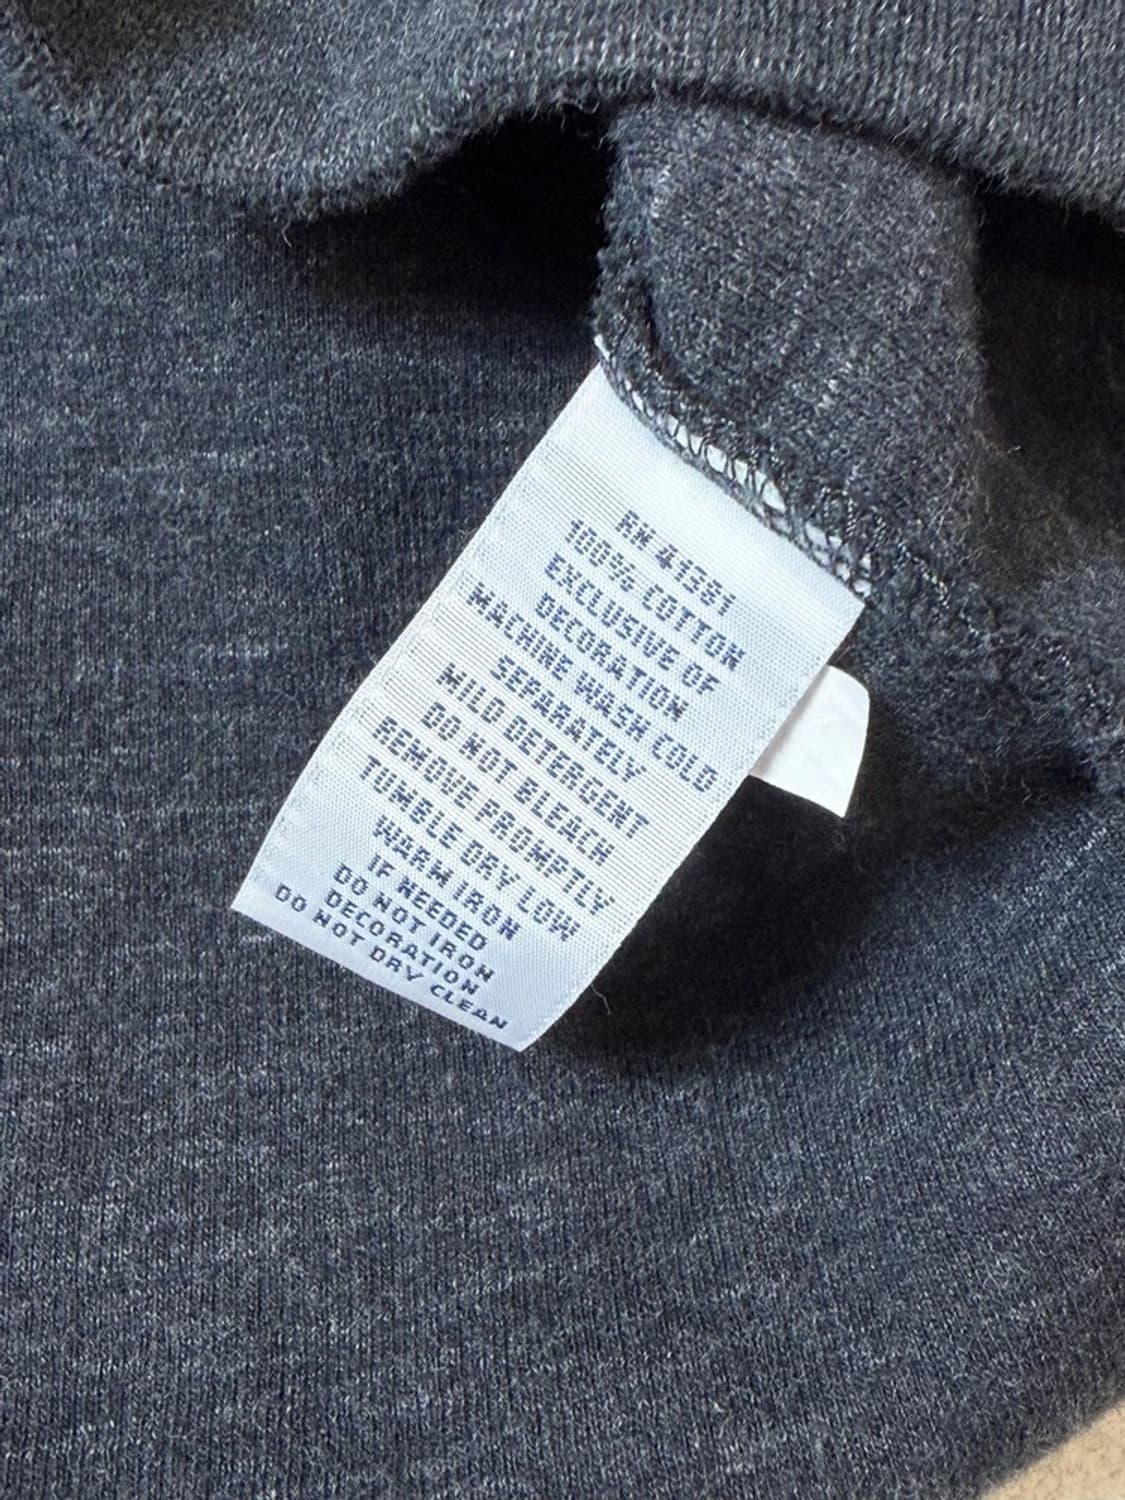 RN 41381
100% COTTON
EXCLUSIVE OF
DECORATION
MACHINE WASH COLD
SEPARATELY
MILD DETERGENT
DO NOT BLEACH
REMOVE PROMPTLY
TUMBLE DRY LOW
WARM IRON
IF NEEDED
DO NOT IRON
DECORATION
DO NOT DRY CLEAN